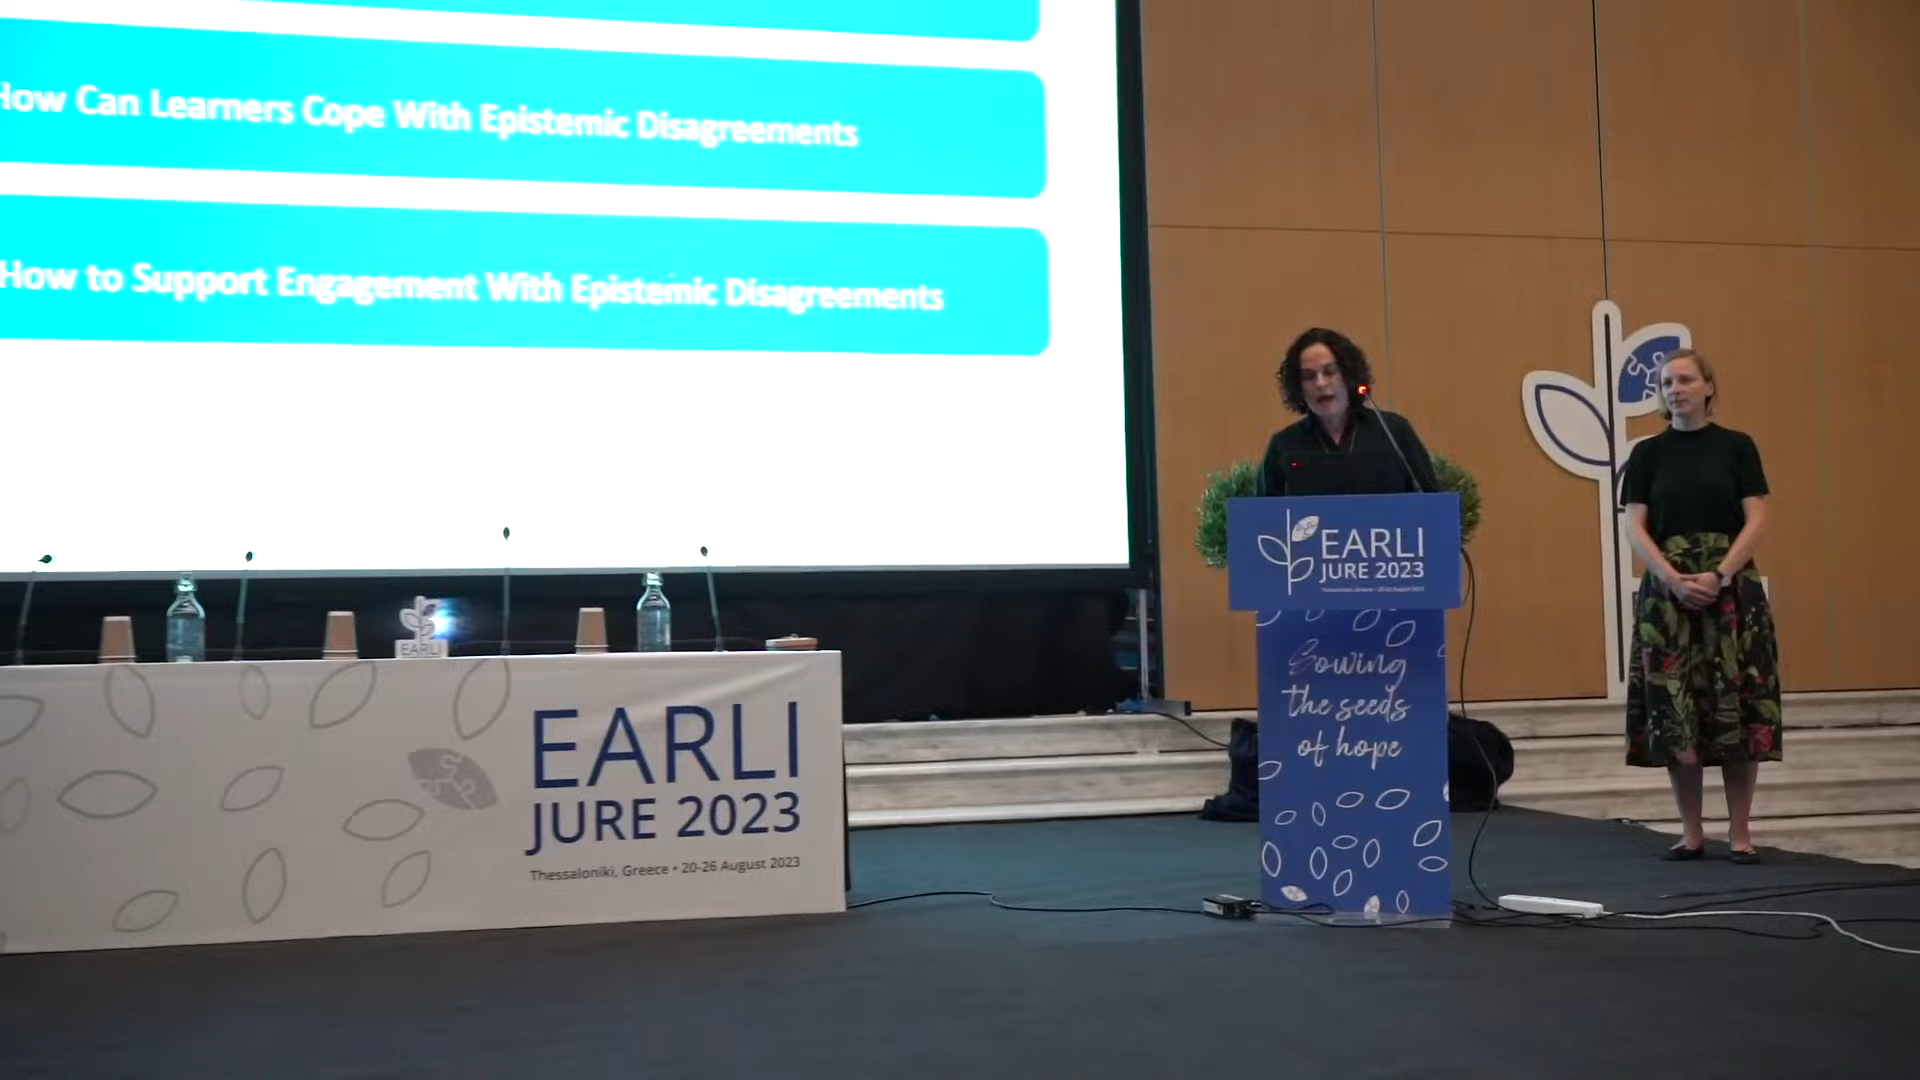 How Can Learners Cope With Epistemic Disagreements
How to Support Engagement With Epistemic Disagreements
EARLI
JURE 2023
Sowing
the seeds
of hope
EARLI
EARLI
JURE 2023
Thessaloniki, Greece • 20-26 August 2023